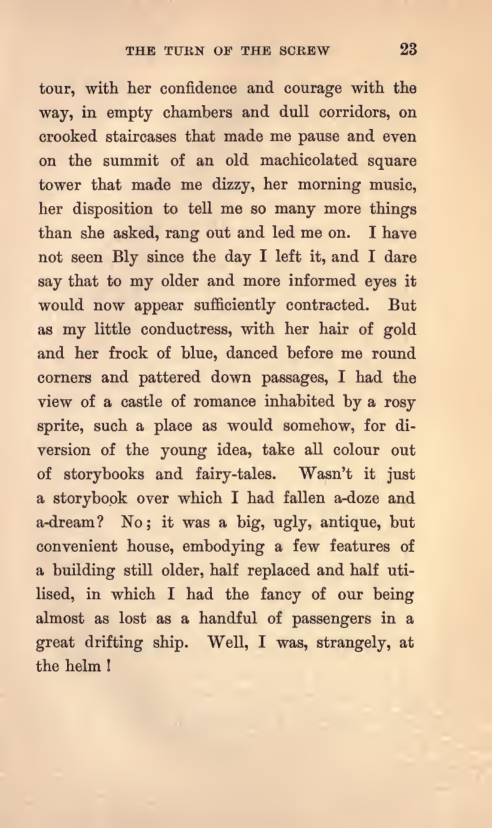 THE TURN OF THE SCREW 23
tour, with her confidence and courage with the
way, in empty chambers and dull corridors, on
crooked staircases that made me pause and even
on the summit of an old machicolated square
tower that made me dizzy, her morning music,
her disposition to tell me so many more things
than she asked, rang out and led me on. I have
not seen Bly since the day I left it, and I dare
say that to my older and more informed eyes it
would now appear sufficiently contracted. But
as my little conductress, with her hair of gold
and her frock of blue, danced before me round
corners and pattered down passages, I had the
view of a castle of romance inhabited by a rosy
sprite, such a place as would somehow, for di-
version of the young idea, take all colour out
of storybooks and fairy-tales. Wasn't it just
a storybook over which I had fallen a-doze and
a-dream? No; it was a big, ugly, antique, but
convenient house, embodying a few features of
a building still older, half replaced and half uti-
lised, in which I had the fancy of our being
almost as lost as a handful of passengers in a
great drifting ship. Well, I was, strangely, at
the helm!